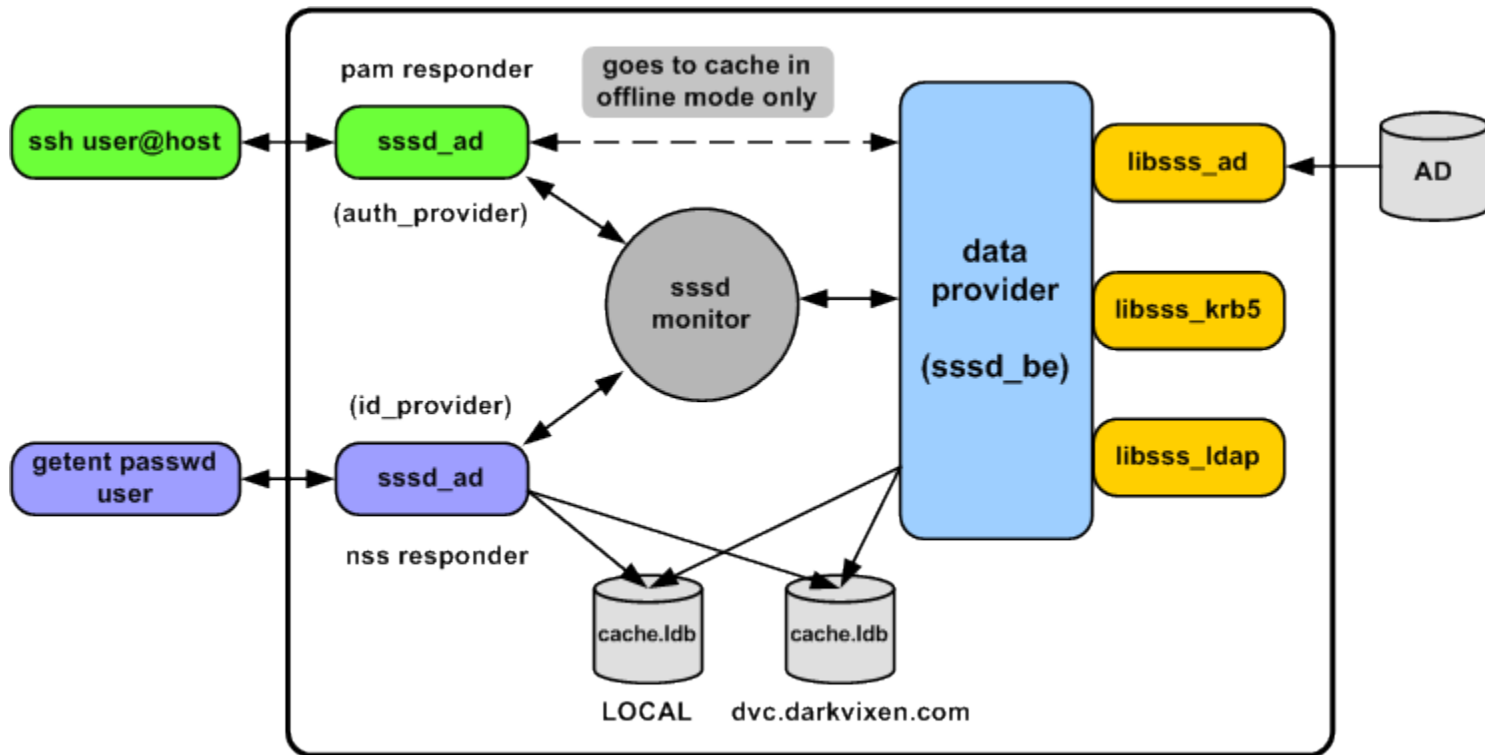 pam responder
goes to cache in
offline mode only
ssh user@host
sssd_ad
libsss_ad
AD
(auth_provider)
data
provider
(sssd_be)
sssd
monitor
libsss_krb5
(id_provider)
getent passwd
user
sssd_ad
libsss_ldap
nss responder
cache.ldb
cache.ldb
LOCAL
dvc.darkvixen.com